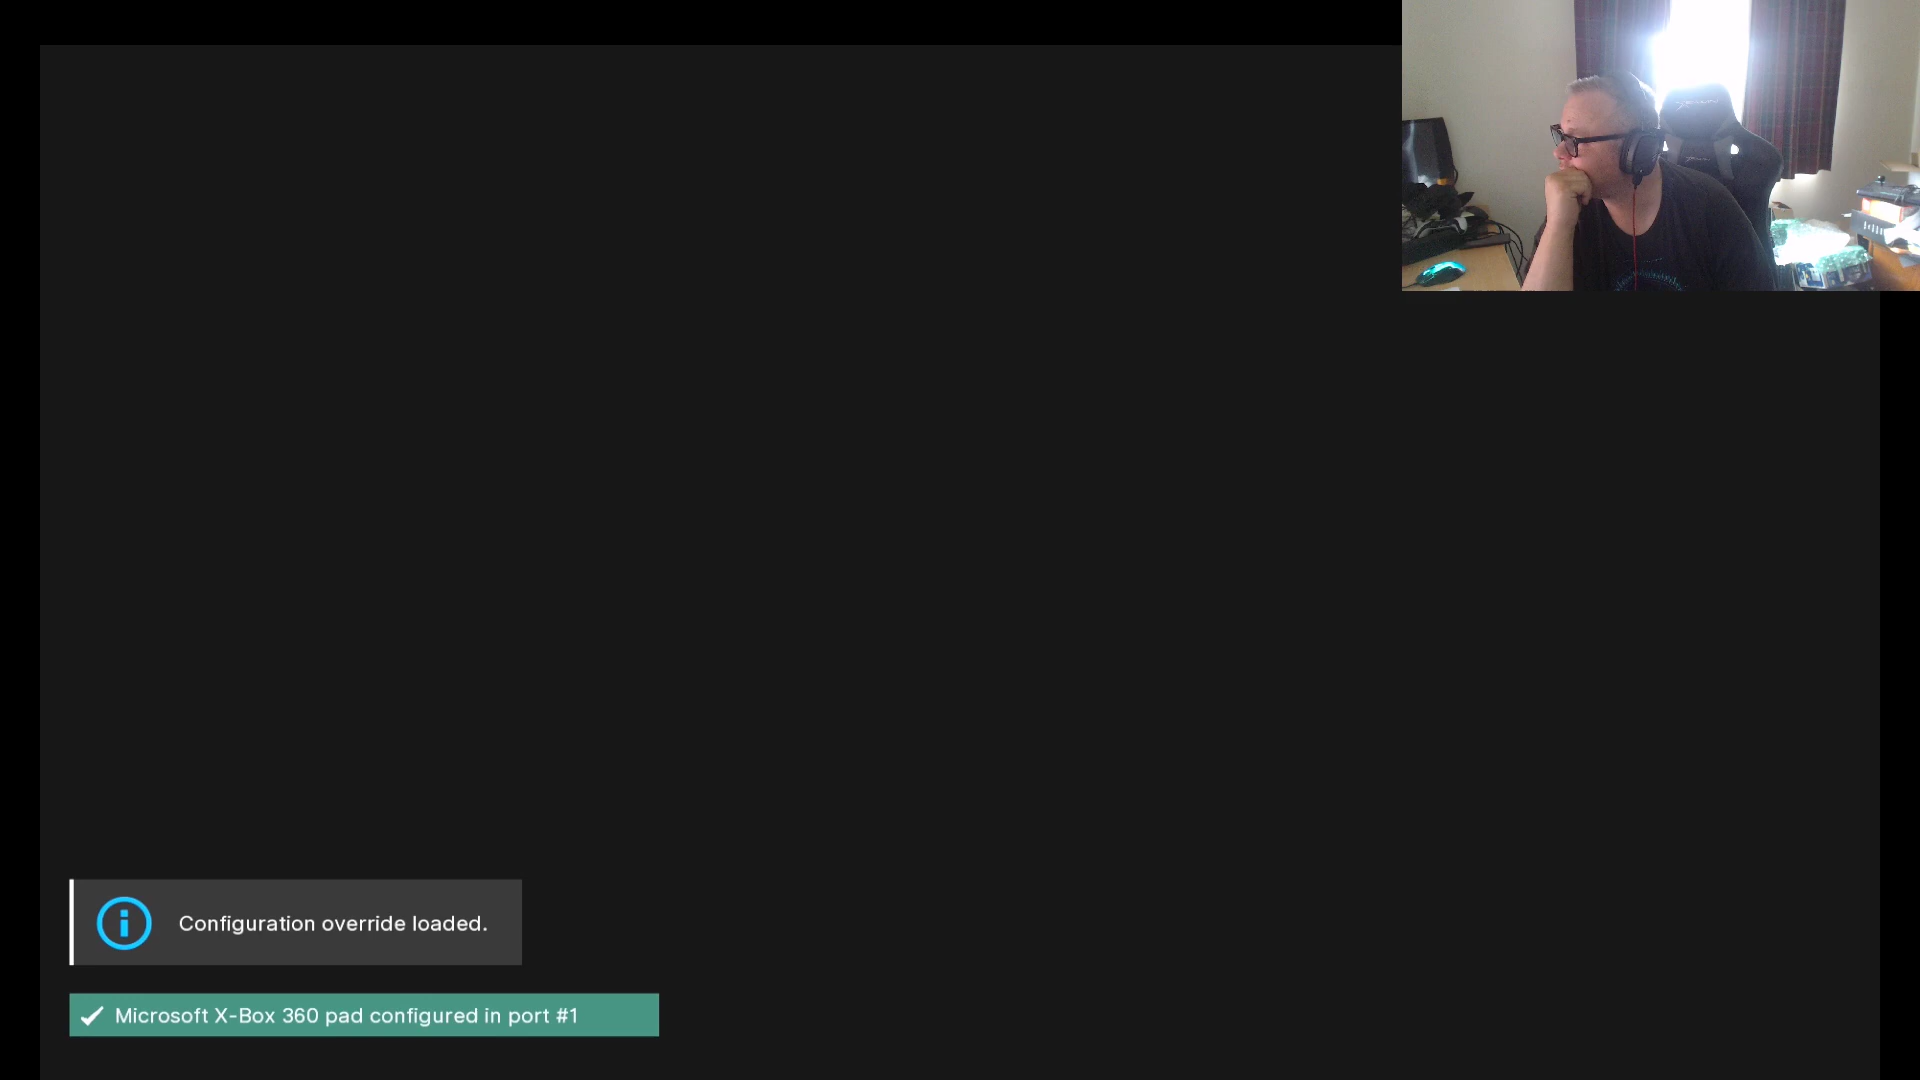 Configuration override loaded.
Microsoft X-Box 360 pad configured in port #1